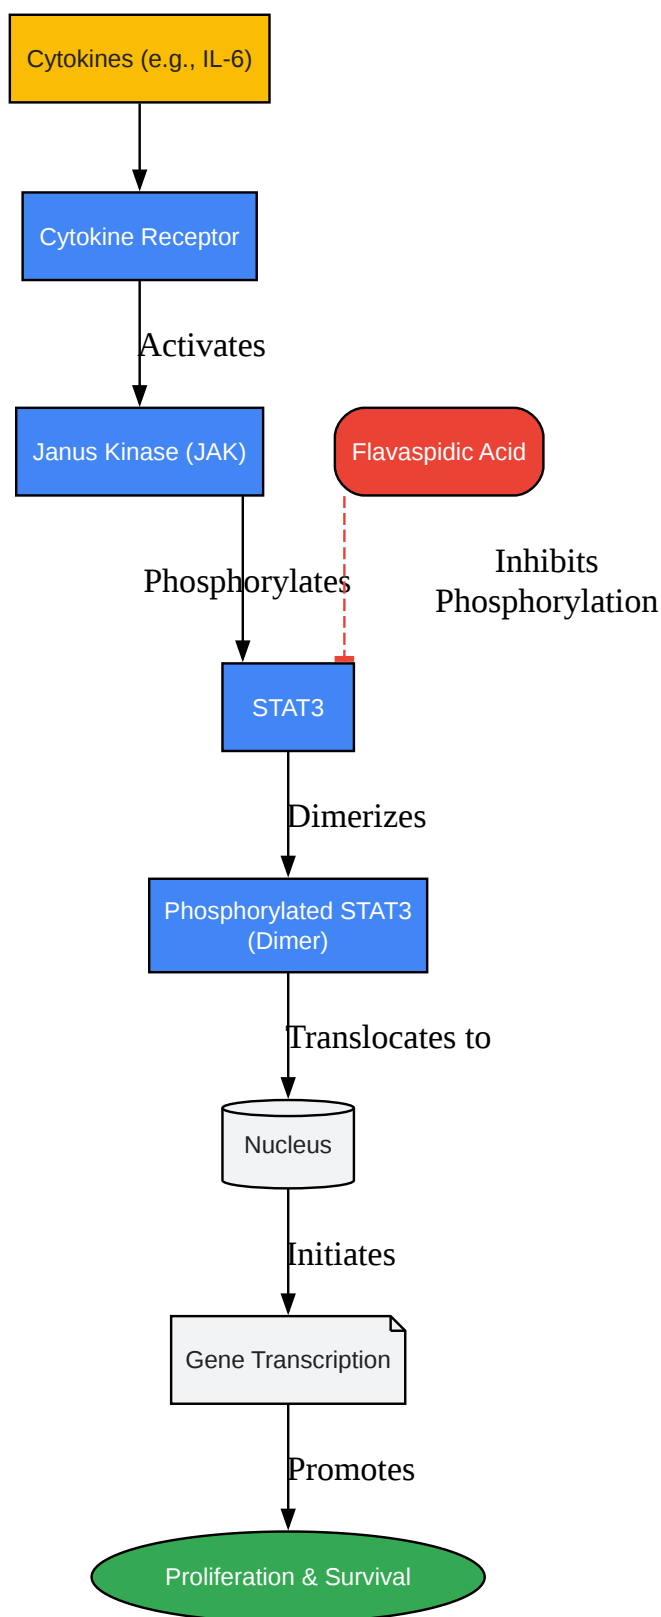 Cytokines (e.g., IL-6)
Cytokine Receptor
Activates
Janus Kinase (JAK)
Flavaspidic Acid
Phosphorylates
Inhibits
Phosphorylation
STAT3
Dimerizes
Phosphorylated STAT3
(Dimer)
Translocates to
Nucleus
Initiates
Gene Transcription
Promotes
Proliferation & Survival